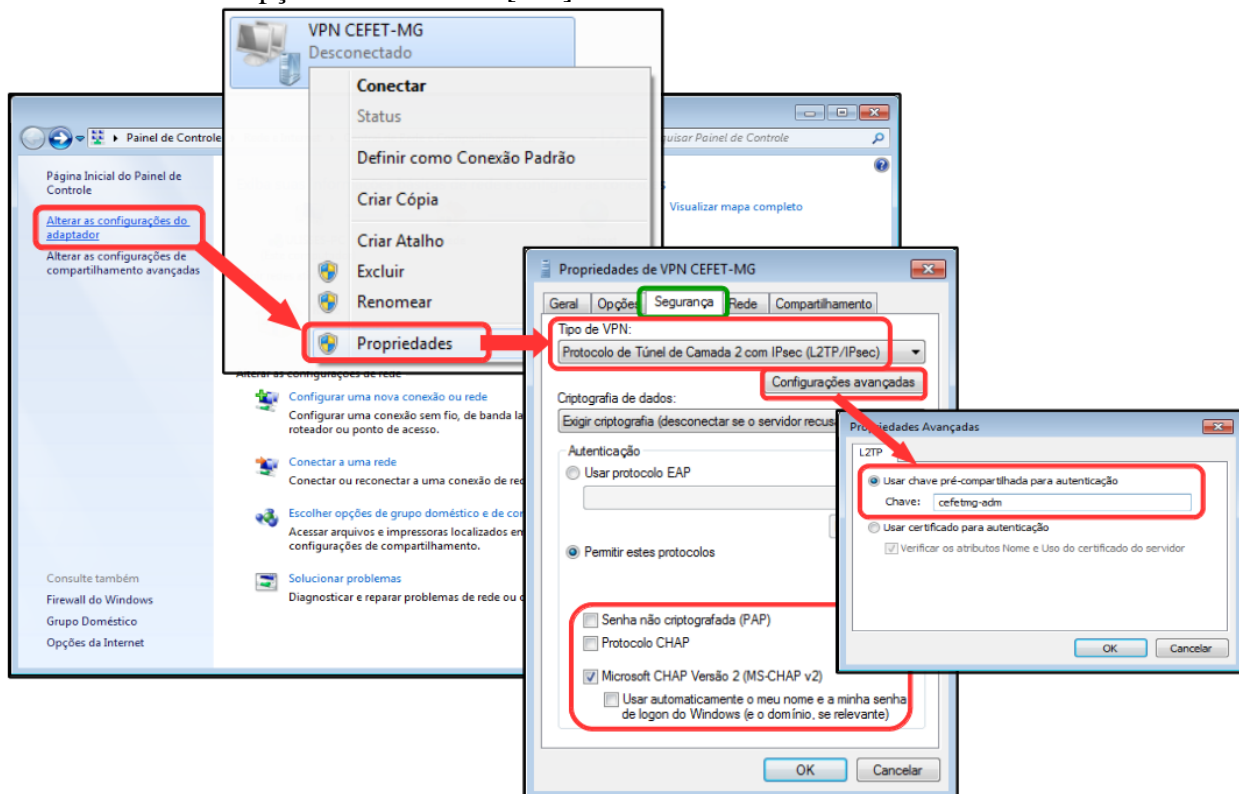 VPN CEFET-MG
Desconectado
Conectar
Status
Definir como Conexão Padrão
Criar Cópia
Criar Atalho
Excluir
Renomear
Propriedades
Painel de Controle
Painel de Controle
Página Inicial do Painel de
Controle
Alterar as configurações do
adaptador
Alterar as configurações de
compartilhamento avançadas
Visualizar mapa completo
configurações de rede
Configurar uma nova conexão ou rede
Configurar uma conexão sem fio, de banda
roteador ou ponto de acesso.
Conectar a uma rede
Conectar ou reconectar a uma conexão de
Escolher opções de grupo doméstico e de
Acessar arquivos e impressoras localizados
configurações de compartilhamento.
Solucionar problemas
Diagnosticar e reparar problemas de rede ou
Consulte também
Firewall do Windows
Grupo Doméstico
Opções da Internet
Propriedades de VPN CEFET-MG
Geral Opções Segurança Rede Compartilhamento
Tipo de VPN:
Protocolo de Túnel de Camada 2 com IPsec (L2TP/IPsec)
Configurações avançadas
Criptografia de dados:
Exigir criptografia (desconectar se o servidor
Autenticação
Usar protocolo EAP
Permitir estes protocolos
Senha não criptografada (PAP)
Protocolo CHAP
Microsoft CHAP Versão 2 (MS-CHAP v2)
Usar automaticamente o meu nome e a minha senha
de logon do Windows (e o domínio, se relevante)
OK Cancelar
Propriedades Avançadas
L2TP
Usar chave pré-compartilhada para autenticação
Chave: cefetmg-adm
Usar certificado para autenticação
Verificar os atributos Nome e Uso do certificado do servidor
OK Cancelar